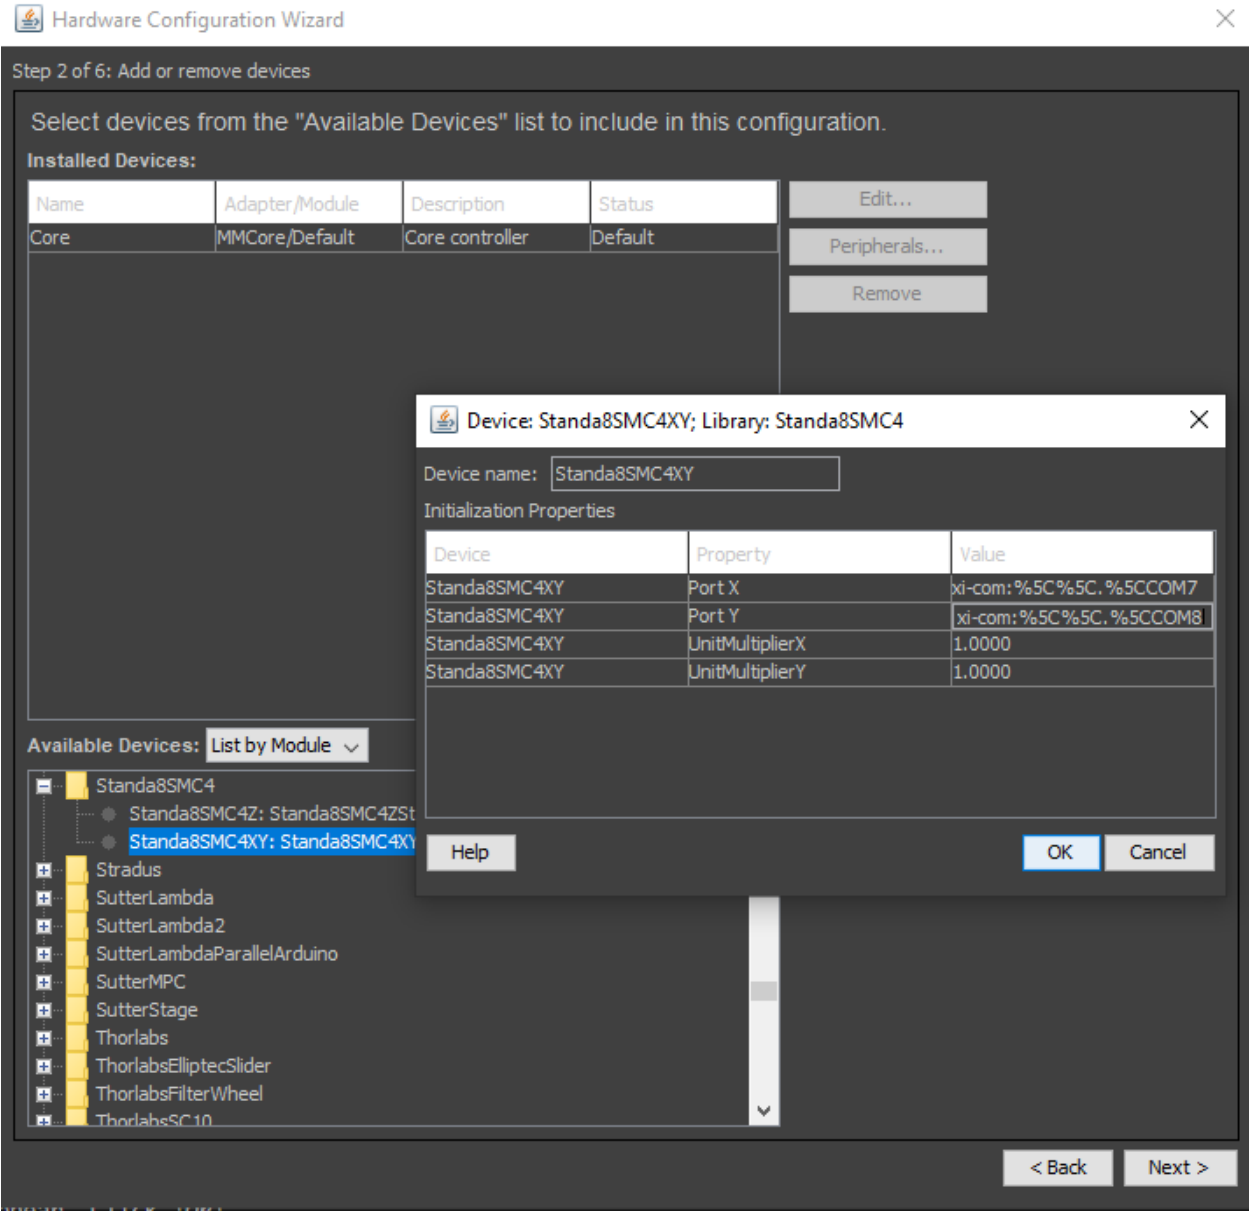 Hardware Configuration Wizard
Step 2 of 6: Add or remove devices
Select devices from the "Available Devices" list to include in this configuration.
Installed Devices:
Name Adapter/Module Description Status
Core MMCore/Default Core controller Default
Edit...
Peripherals...
Remove
Device: Standa8SMC4XY; Library: Standa8SMC4
Device name: Standa8SMC4XY
Initialization Properties
Device Property Value
Standa8SMC4XY Port X xi-com:%5C%5C.%5CCOM7
Standa8SMC4XY Port Y xi-com:%5C%5C.%5CCOM8
Standa8SMC4XY UnitMultiplierX 1.0000
Standa8SMC4XY UnitMultiplierY 1.0000
Help OK Cancel
Available Devices: List by Module
Standa8SMC4
Standa8SMC4Z: Standa8SMC4ZSt
Standa8SMC4XY: Standa8SMC4XY
Stradus
SutterLambda
SutterLambda2
SutterLambdaParallelArduino
SutterMPC
SutterStage
Thorlabs
ThorlabsElliptecSlider
ThorlabsFilterWheel
ThorlabsSC10
< Back Next >